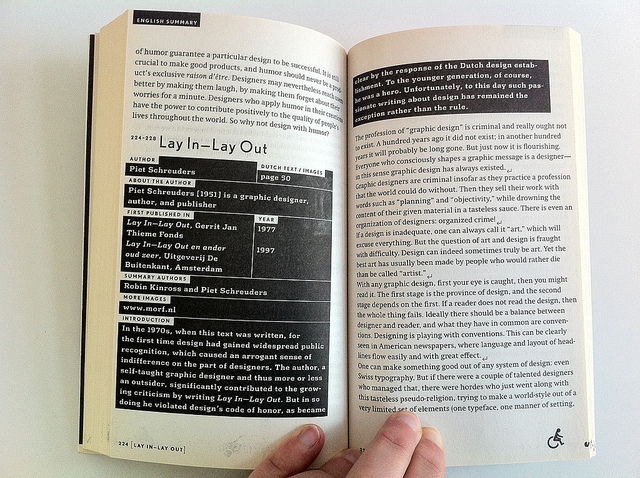 ENGLISH SUMMARY
of humor guarantee a particular design to be successful. It is still
crucial to make good products, and humor should never be a prod-
uct's exclusive raison d'être. Designers may nevertheless reach users
better by making them laugh, by making them forget about their
worries for a minute. Designers who apply humor in their creations
have the power to contribute positively to the quality of people's
lives throughout the world. So why not design with humor?
224–228 Lay In—Lay Out
AUTHOR
DUTCH TEXT / IMAGES
Piet Schreuders
page 50
ABOUT THE AUTHOR
Piet Schreuders [1951] is a graphic designer,
author, and publisher
FIRST PUBLISHED IN
YEAR
Lay In—Lay Out, Gerrit Jan
1977
Thieme Fonds
Lay In—Lay Out en ander
1997
oud zeer, Uitgeverij De
Buitenkant, Amsterdam
SUMMARY AUTHORS
Robin Kinross and Piet Schreuders
MORE IMAGES
www.morf.nl
INTRODUCTION
In the 1970s, when this text was written, for
the first time design had gained widespread public
recognition, which caused an arrogant sense of
indifference on the part of designers. The author, a
self-taught graphic designer and thus more or less
an outsider, significantly contributed to the grow-
ing criticism by writing Lay In—Lay Out. But in so
doing he violated design's code of honor, as became
224 [LAY IN—LAY OUT]
clear by the response of the Dutch design estab-
lishment. To the younger generation, of course,
he was a hero. Unfortunately, to this day such pas-
sionate writing about design has remained the
exception rather than the rule.
The profession of "graphic design" is criminal and really ought not
to exist. A hundred years ago it did not exist; in another hundred
years it will probably be long gone. But just now it is flourishing.
Everyone who consciously shapes a graphic message is a designer—
in this sense graphic design has always existed.
Graphic designers are criminal insofar as they practice a profession
that the world could do without. Then they sell their work with
words such as "planning" and "objectivity," while drowning the
content of their given material in a tasteless sauce. There is even an
organization of designers: organized crime!
If a design is inadequate, one can always call it "art," which will
excuse everything. But the question of art and design is fraught
with difficulty. Design can indeed sometimes truly be art. Yet the
best art has usually been made by people who would rather die
than be called "artist."
With any graphic design, first your eye is caught, then you might
read it. The first stage is the province of design, and the second
stage depends on the first. If a reader does not read the design, then
the whole thing fails. Ideally there should be a balance between
designer and reader, and what they have in common are conven-
tions. Designing is playing with conventions. This can be clearly
seen in American newspapers, where language and layout of head-
lines flow easily and with great effect.
One can make something good out of any system of design: even
Swiss typography. But if there were a couple of talented designers
who managed that, there were hordes who just went along with
this tasteless pseudo-religion, trying to make a world-style out of a
very limited set of elements (one typeface, one manner of setting,